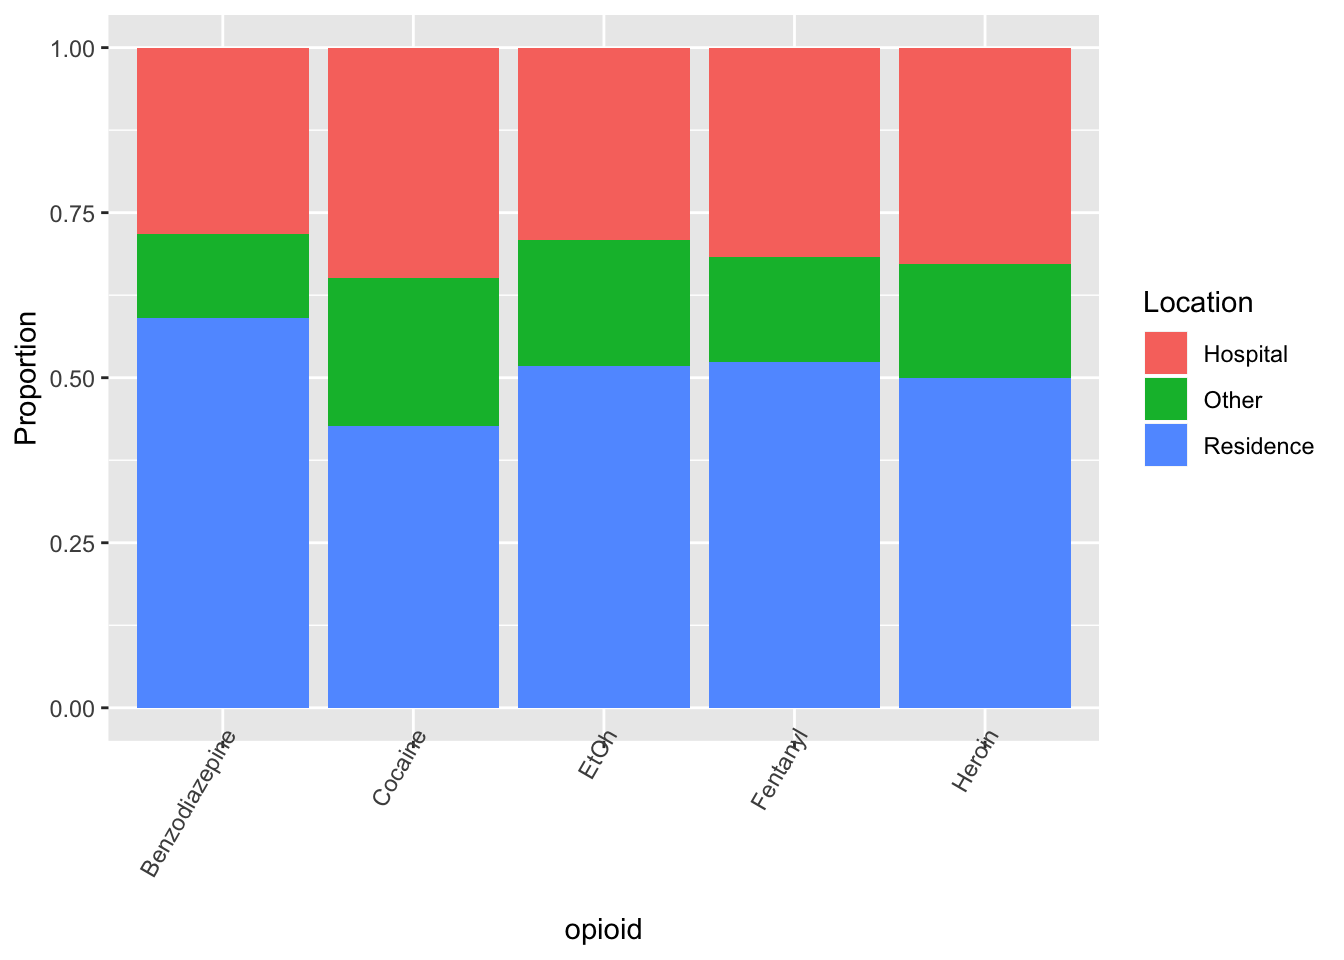 1.00
0.75
0.50
0.25
0.00
Proportion
Benzodiazepine
Cocaine
EtOh
Fentanyl
Heroin
opioid
Location
Hospital
Other
Residence